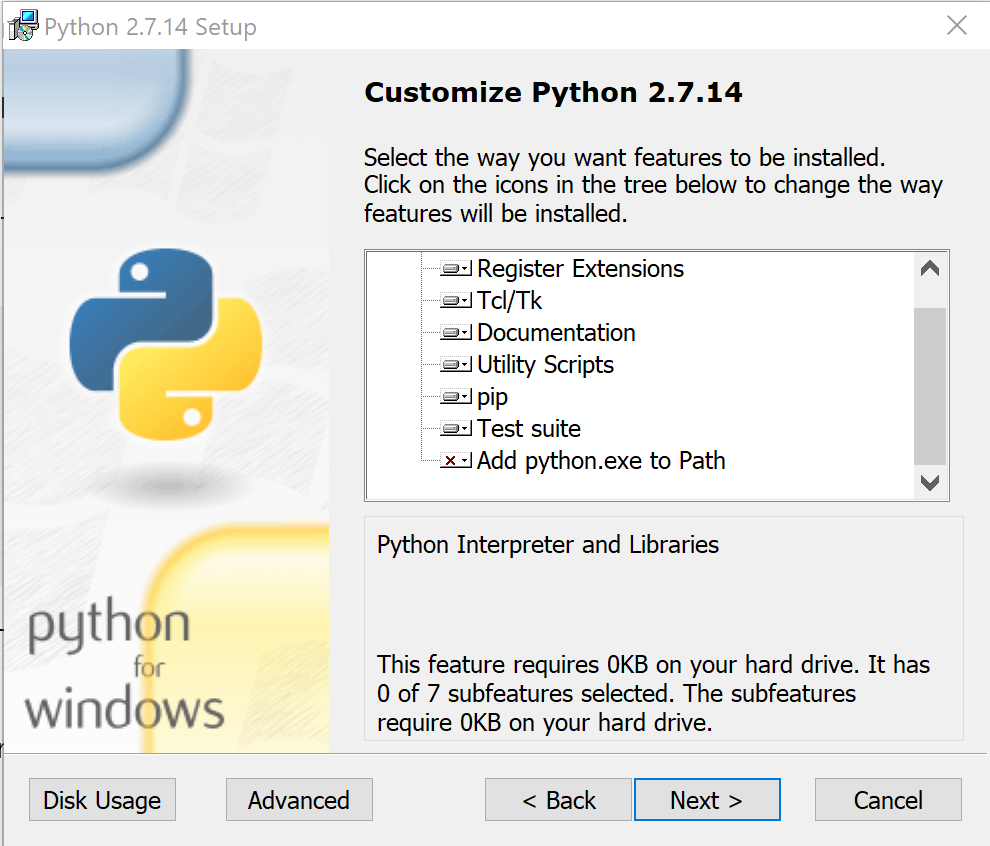 Python 2.7.14 Setup
Customize Python 2.7.14
Select the way you want features to be installed.
Click on the icons in the tree below to change the way
features will be installed.
Register Extensions
Tcl/Tk
Documentation
Utility Scripts
pip
Test suite
Add python.exe to Path
Python Interpreter and Libraries
This feature requires 0KB on your hard drive. It has
0 of 7 subfeatures selected. The subfeatures
require 0KB on your hard drive.
python
for
windows
Disk Usage
Advanced
< Back
Next >
Cancel